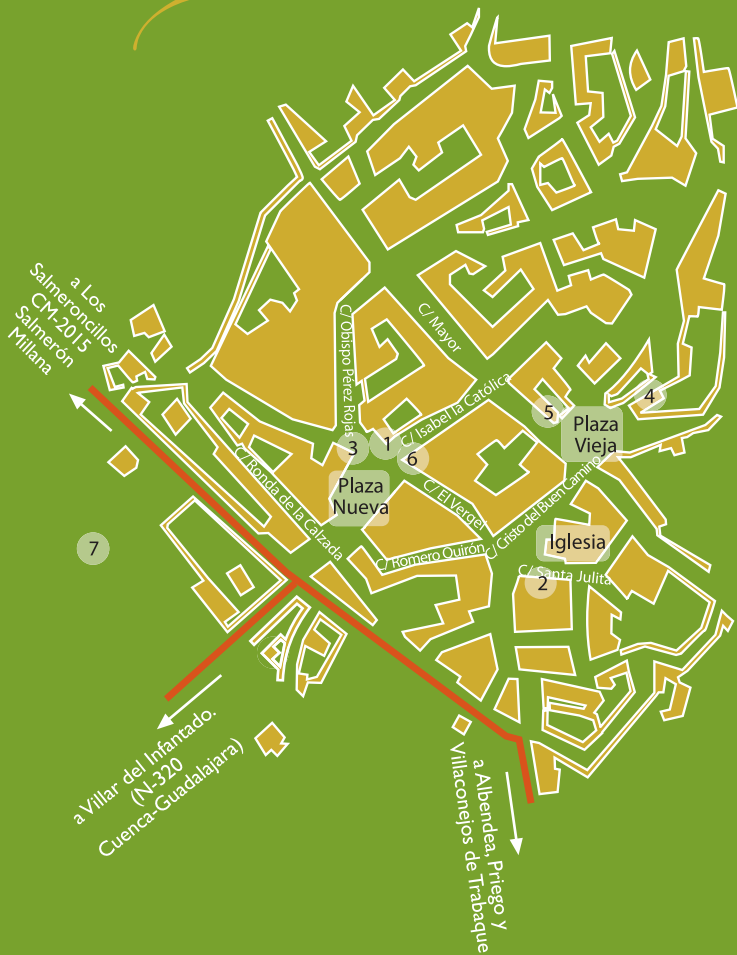 a Los
Salmeroncillos
CM-2015
Salmerón
Millana
C/ Obispo Pérez Rojas
C/ Mayor
C/ Isabel la Católica
4
5
Plaza
Vieja
1
3
6
Plaza
Nueva
C/ Ronda de la Calzada
C/ El Vergel
C/ Cristo del Buen Camino
C/ Romero Quirón
Iglesia
7
C/ Santa Julita
2
a Villar del Infantado.
(N-320
Cuenca-Guadalajara)
a Albendea, Priego y
Villaconejos de Trabaque